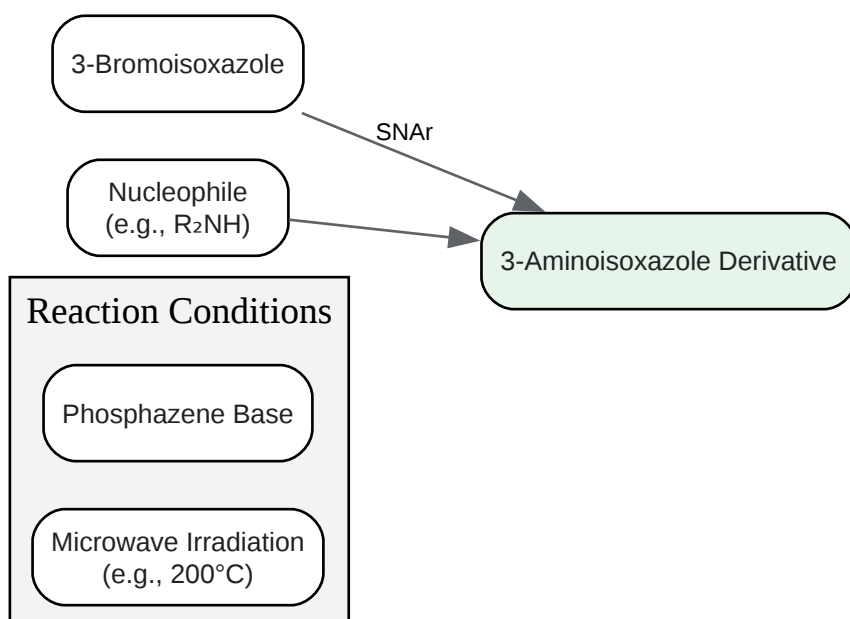 3-Bromoisoxazole
SNAr
Nucleophile
(e.g., R₂NH)
3-Aminoisoxazole Derivative
Reaction Conditions
Phosphazene Base
Microwave Irradiation
(e.g., 200°C)